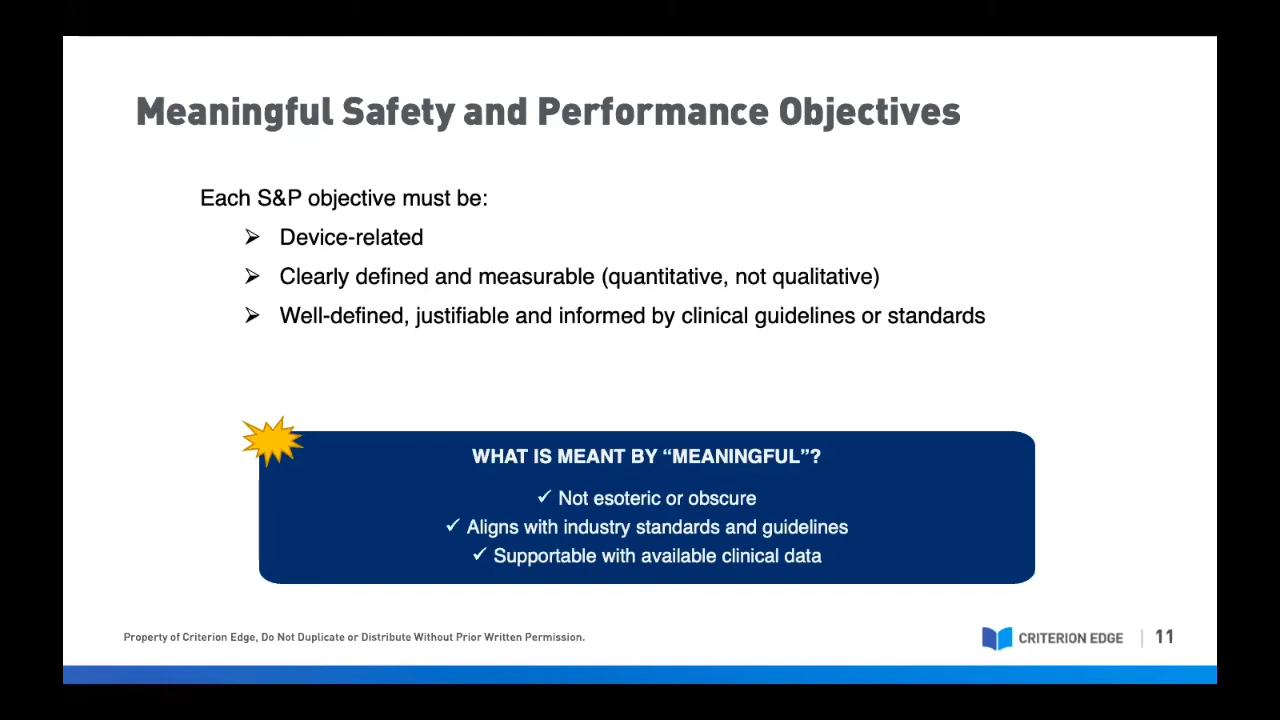 Meaningful Safety and Performance Objectives
Each S&P objective must be:
➢ Device-related
➢ Clearly defined and measurable (quantitative, not qualitative)
➢ Well-defined, justifiable and informed by clinical guidelines or standards
WHAT IS MEANT BY “MEANINGFUL”?
✓ Not esoteric or obscure
✓ Aligns with industry standards and guidelines
✓ Supportable with available clinical data
Property of Criterion Edge, Do Not Duplicate or Distribute Without Prior Written Permission.
CRITERION EDGE | 11